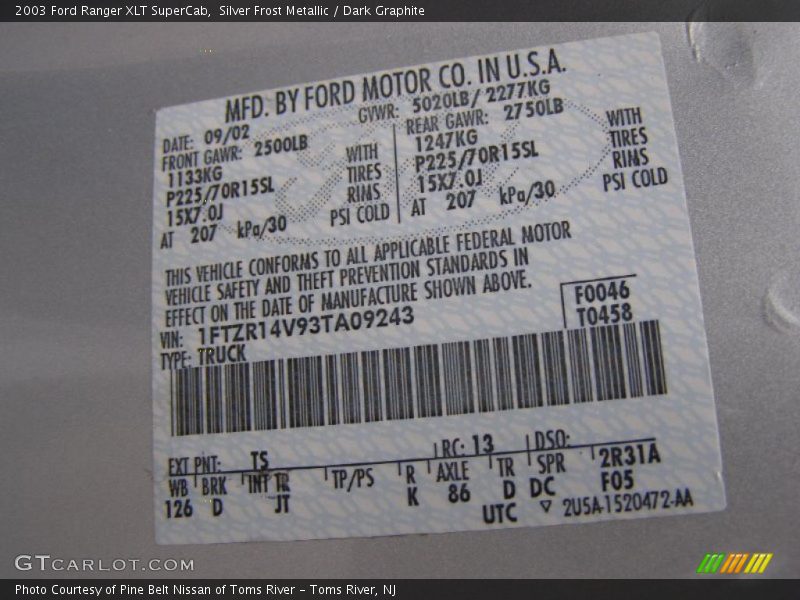 2003 Ford Ranger XLT SuperCab,  Silver Frost Metallic / Dark Graphite
MFD. BY FORD MOTOR CO. IN U.S.A.
DATE: 09/02
GVWR: 5020LB/ 2277KG
FRONT GAWR: 2500LB
1133KG
P225/70R15SL
15X7.0J
AT 207 kPa/30
WITH
TIRES
RIMS
PSI COLD
REAR GAWR: 2750LB
1247KG
P225/70R15SL
15X7.0J
AT 207 kPa/30
WITH
TIRES
RIMS
PSI COLD
THIS VEHICLE CONFORMS TO ALL APPLICABLE FEDERAL MOTOR
VEHICLE SAFETY AND THEFT PREVENTION STANDARDS IN
EFFECT ON THE DATE OF MANUFACTURE SHOWN ABOVE.
VIN: 1FTZR14V93TA09243
TYPE: TRUCK
F0046
T0458
EXT PNT: TS RC: 13 DSO:
WB BRK INT TR TP/PS R AXLE TR SPR 2R31A
126 D JT K 86 D DC F05
UTC ▽ 2U5A-1520472-AA
GTCARLOT.COM
Photo Courtesy of Pine Belt Nissan of Toms River – Toms River, NJ